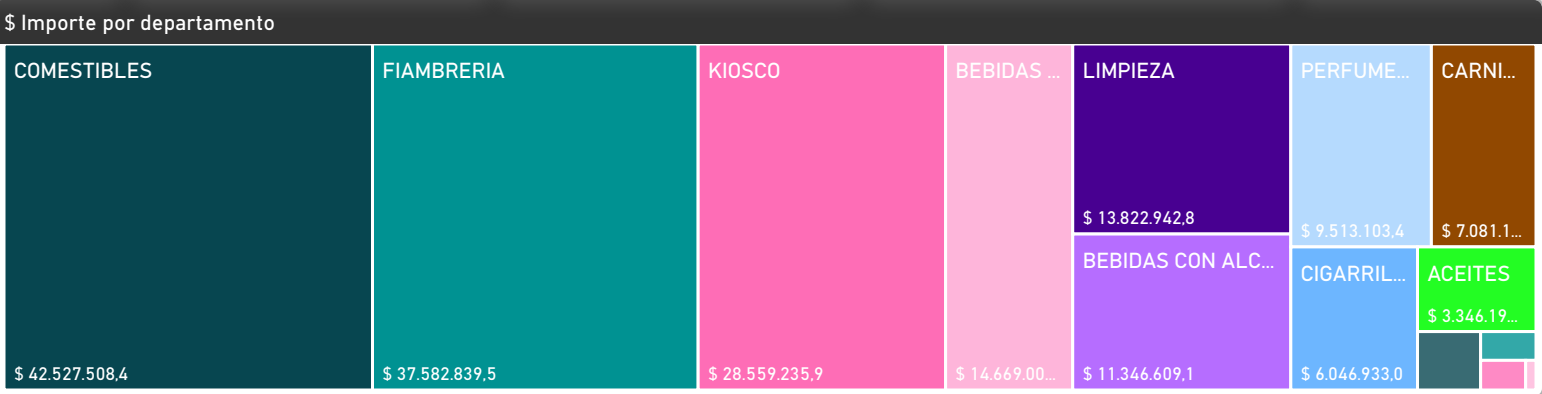 $ Importe por departamento
COMESTIBLES
$ 42.527.508,4
FIAMBRERIA
$ 37.582.839,5
KIOSCO
$ 28.559.235,9
BEBIDAS ...
$ 14.669.00...
LIMPIEZA
$ 13.822.942,8
BEBIDAS CON ALC...
$ 11.346.609,1
PERFUME...
$ 9.513.103,4
CARNI...
$ 7.081.1...
CIGARRIL...
$ 6.046.933,0
ACEITES
$ 3.346.19...